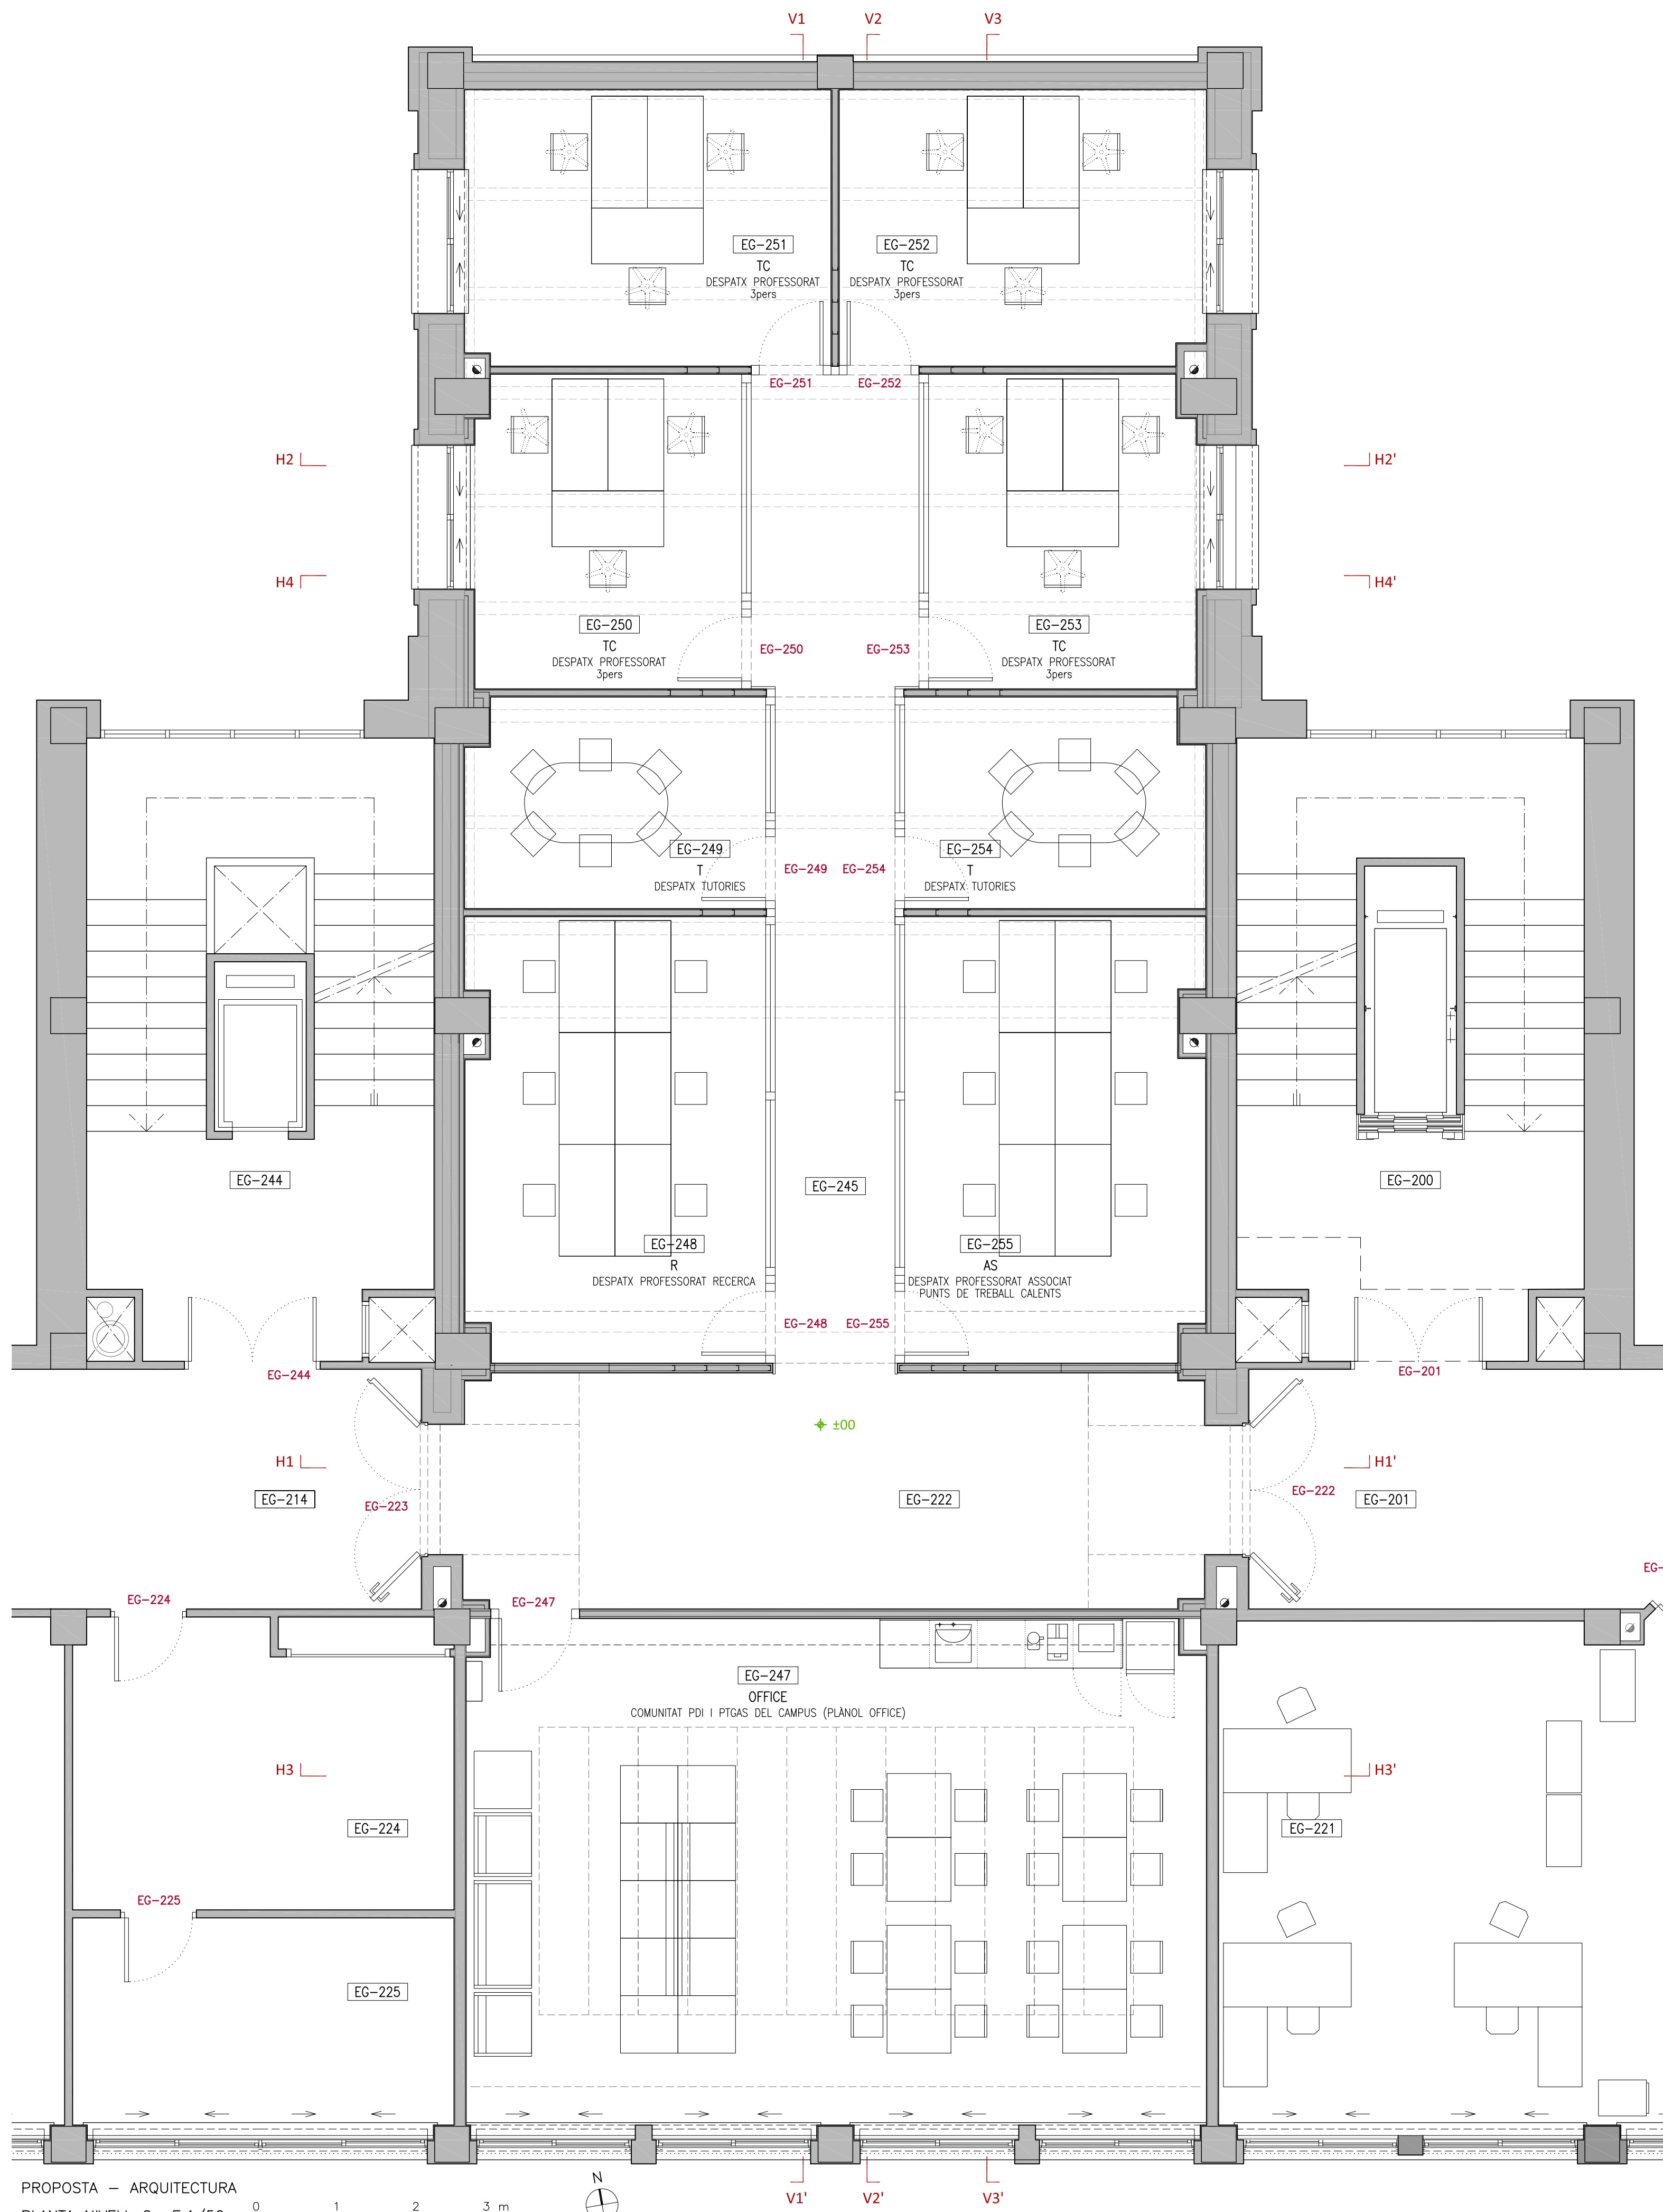 V1 V2 V3
EG-251 EG-252
TC TC
DESPATX PROFESSORAT DESPATX PROFESSORAT
3pers 3pers
EG-251 EG-252
H2 H2'
H4 H4'
EG-250 EG-253
TC TC
DESPATX PROFESSORAT DESPATX PROFESSORAT
3pers 3pers
EG-250 EG-253
EG-249 EG-254
T T
DESPATX TUTORIES DESPATX TUTORIES
EG-249 EG-254
EG-244 EG-245 EG-200
EG-248 EG-255
R AS
DESPATX PROFESSORAT RECERCA DESPATX PROFESSORAT ASSOCIAT
PUNTS DE TREBALL CALENTS
EG-248 EG-255
EG-244 EG-201
±00
H1 H1'
EG-214 EG-223 EG-222 EG-222 EG-201
EG-224 EG-247 EG-
EG-247
OFFICE
COMUNITAT PDI I PTGAS DEL CAMPUS (PLÀNOL OFFICE)
H3 H3'
EG-224 EG-221
EG-225
EG-225
PROPOSTA – ARQUITECTURA
N
0 1 2 3 m
V1' V2' V3'